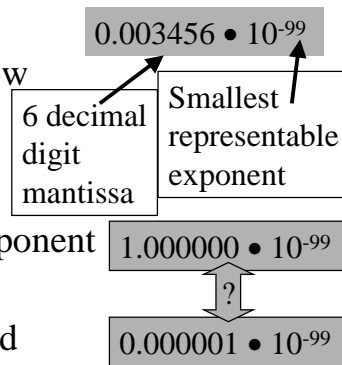 0.003456 • 10-99
6 decimal
digit
mantissa
Smallest
representable
exponent
1.000000 • 10-99
?
0.000001 • 10-99